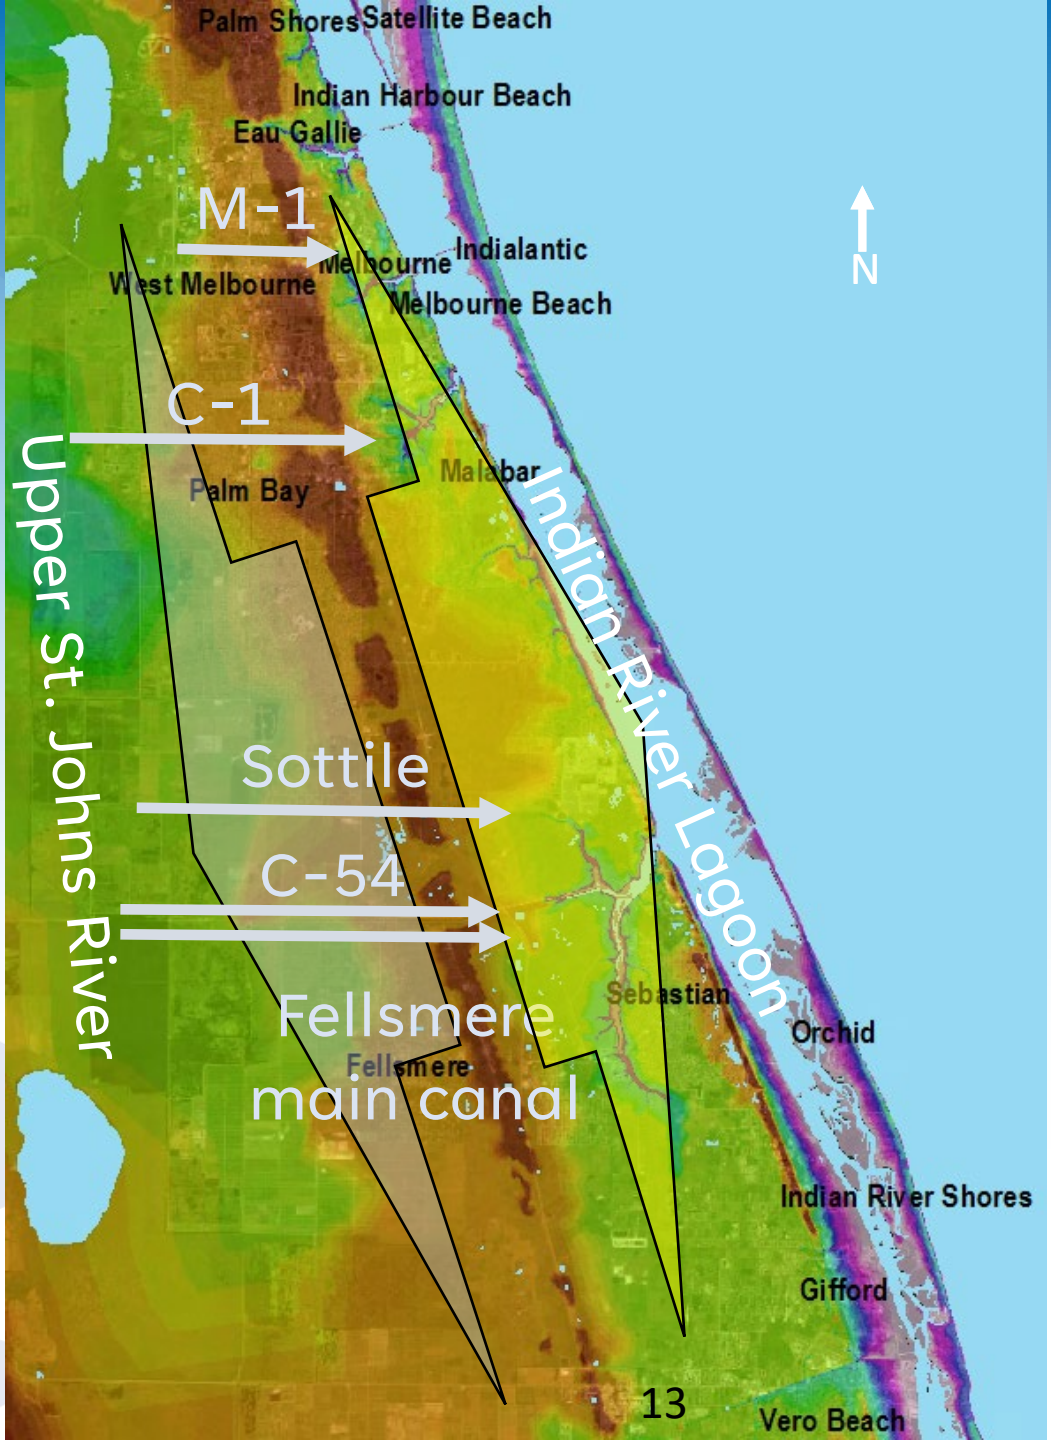 Palm Shores
Satellite Beach
Indian Harbour Beach
Eau Gallie
M-1
Indialantic
Melbourne
West Melbourne
Melbourne Beach
N
C-1
Malabar
Palm Bay
Upper St. Johns River
Indian River Lagoon
Sottile
C-54
Sebastian
Fellsmere
main canal
Orchid
Fellsmere
Indian River Shores
Gifford
13
Vero Beach